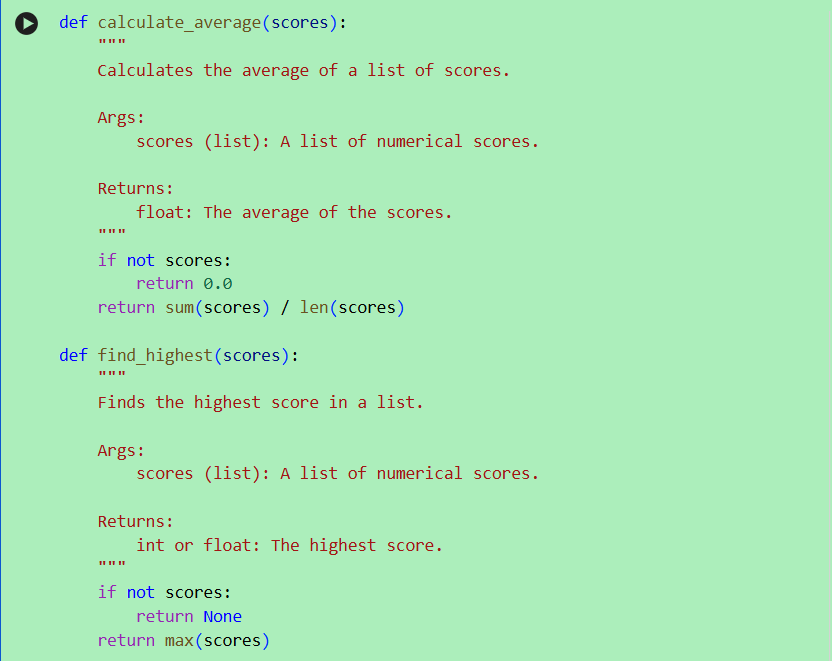 def calculate_average(scores):
    """
    Calculates the average of a list of scores.

    Args:
        scores (list): A list of numerical scores.

    Returns:
        float: The average of the scores.
    """
    if not scores:
        return 0.0
    return sum(scores) / len(scores)

def find_highest(scores):
    """
    Finds the highest score in a list.

    Args:
        scores (list): A list of numerical scores.

    Returns:
        int or float: The highest score.
    """
    if not scores:
        return None
    return max(scores)